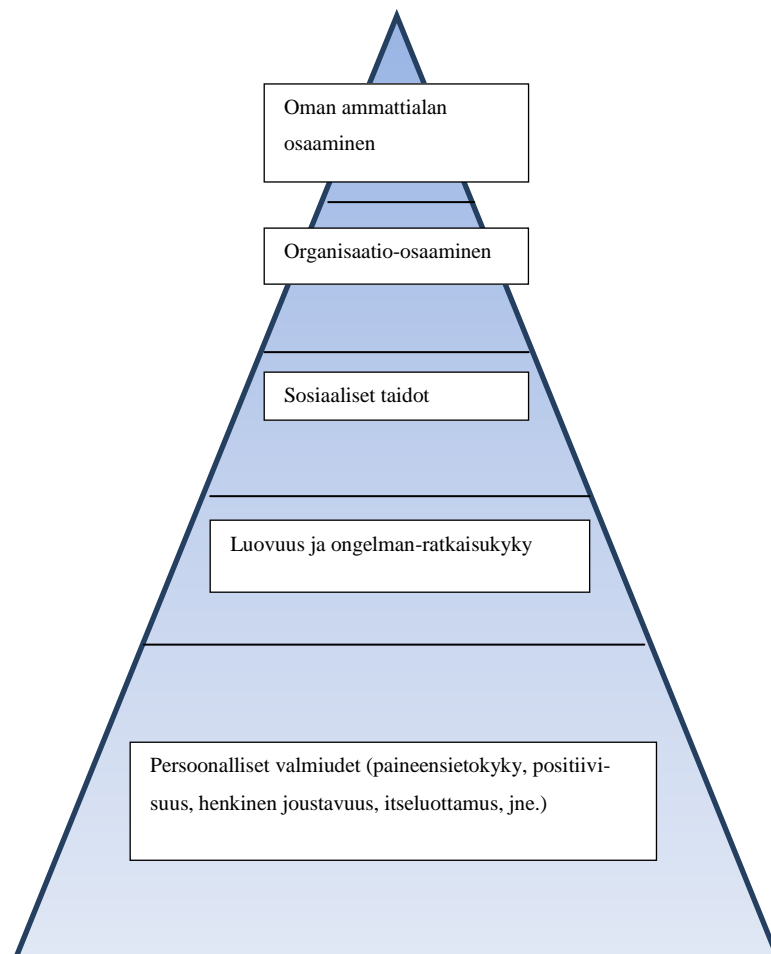 Oman ammattialan
osaaminen
Organisaatio-osaaminen
Sosiaaliset taidot
Luovuus ja ongelman-ratkaisukyky
Persoonalliset valmiudet (paineensietokyky, positiivi-
suus, henkinen joustavuus, itseluottamus, jne.)